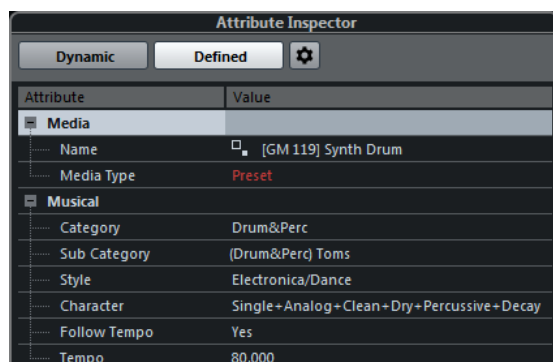 Attribute Inspector
Dynamic Defined
Attribute Value
Media
Name [GM 119] Synth Drum
Media Type Preset
Musical
Category Drum&Perc
Sub Category (Drum&Perc) Toms
Style Electronica/Dance
Character Single+Analog+Clean+Dry+Percussive+Decay
Follow Tempo Yes
Tempo 80.000